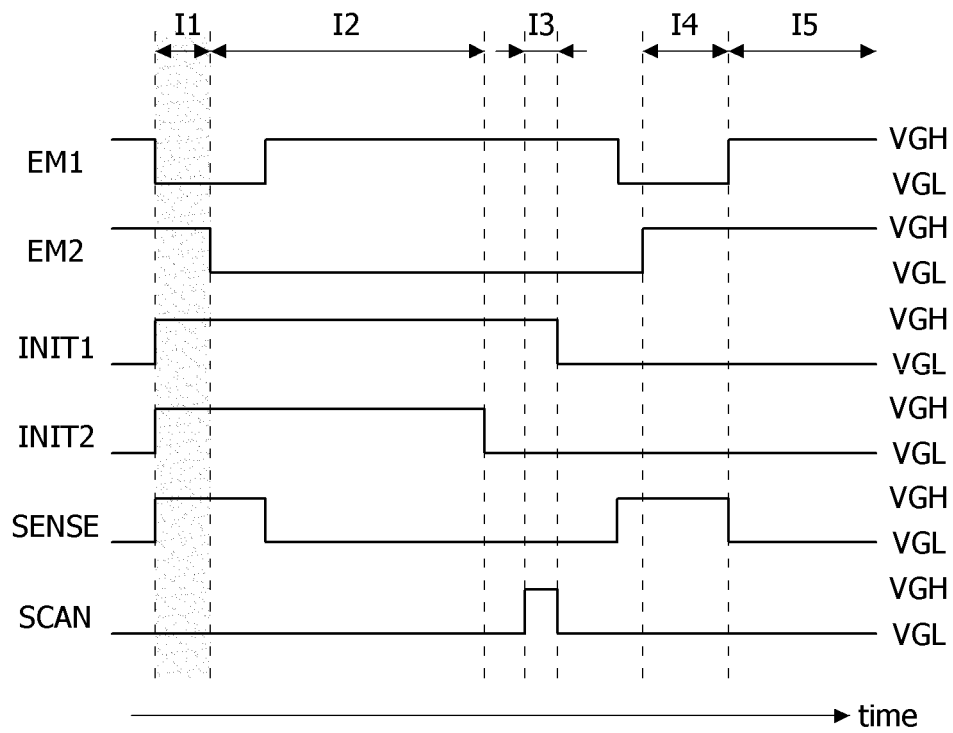 I1 I2 I3 I4 I5
EM1 VGH
VGL
EM2 VGH
VGL
INIT1 VGH
VGL
INIT2 VGH
VGL
SENSE VGH
VGL
SCAN VGH
VGL
time